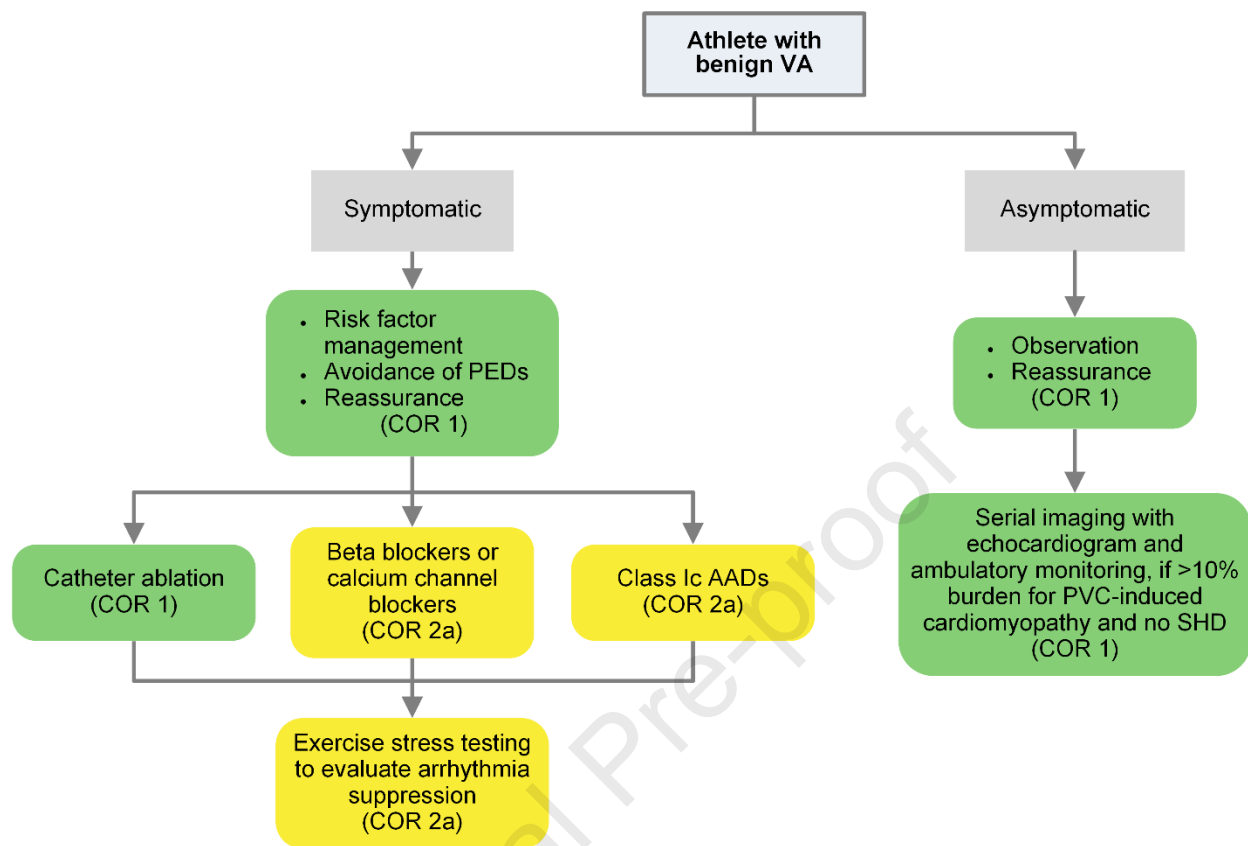 Athlete with
benign VA
Symptomatic
Asymptomatic
• Risk factor
management
• Avoidance of PEDs
• Reassurance
(COR 1)
• Observation
• Reassurance
(COR 1)
Catheter ablation
(COR 1)
Beta blockers or
calcium channel
blockers
(COR 2a)
Class Ic AADs
(COR 2a)
Serial imaging with
echocardiogram and
ambulatory monitoring, if >10%
burden for PVC-induced
cardiomyopathy and no SHD
(COR 1)
Exercise stress testing
to evaluate arrhythmia
suppression
(COR 2a)
al Pre-proof